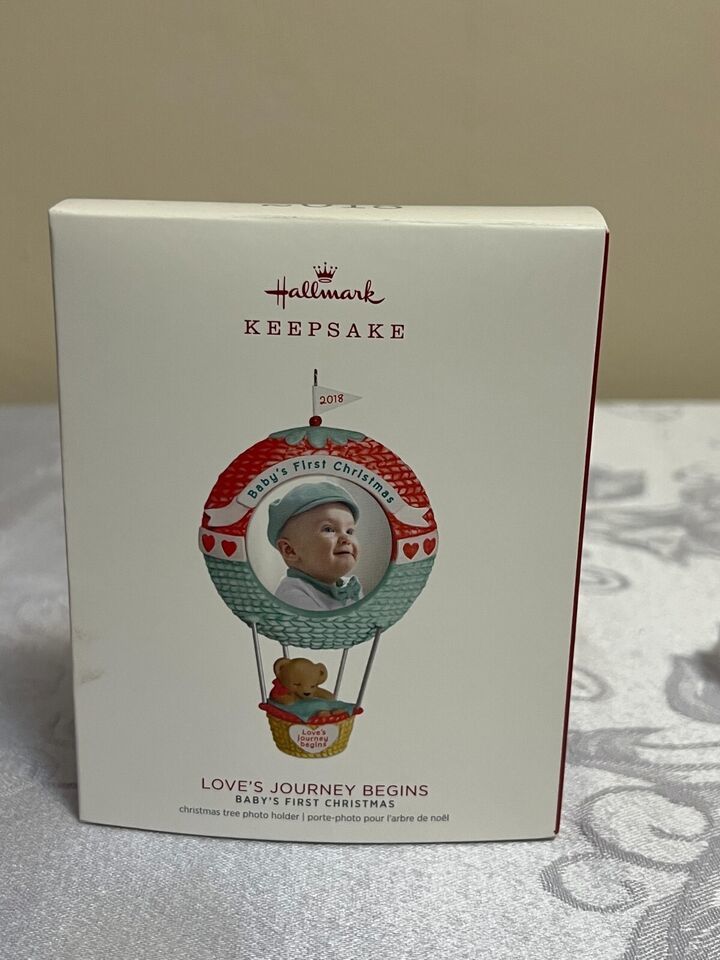 2018
Hallmark
KEEPSAKE
2018
Baby's First Christmas
Love's
journey
begins
LOVE'S JOURNEY BEGINS
BABY'S FIRST CHRISTMAS
christmas tree photo holder | porte-photo pour l'arbre de noël